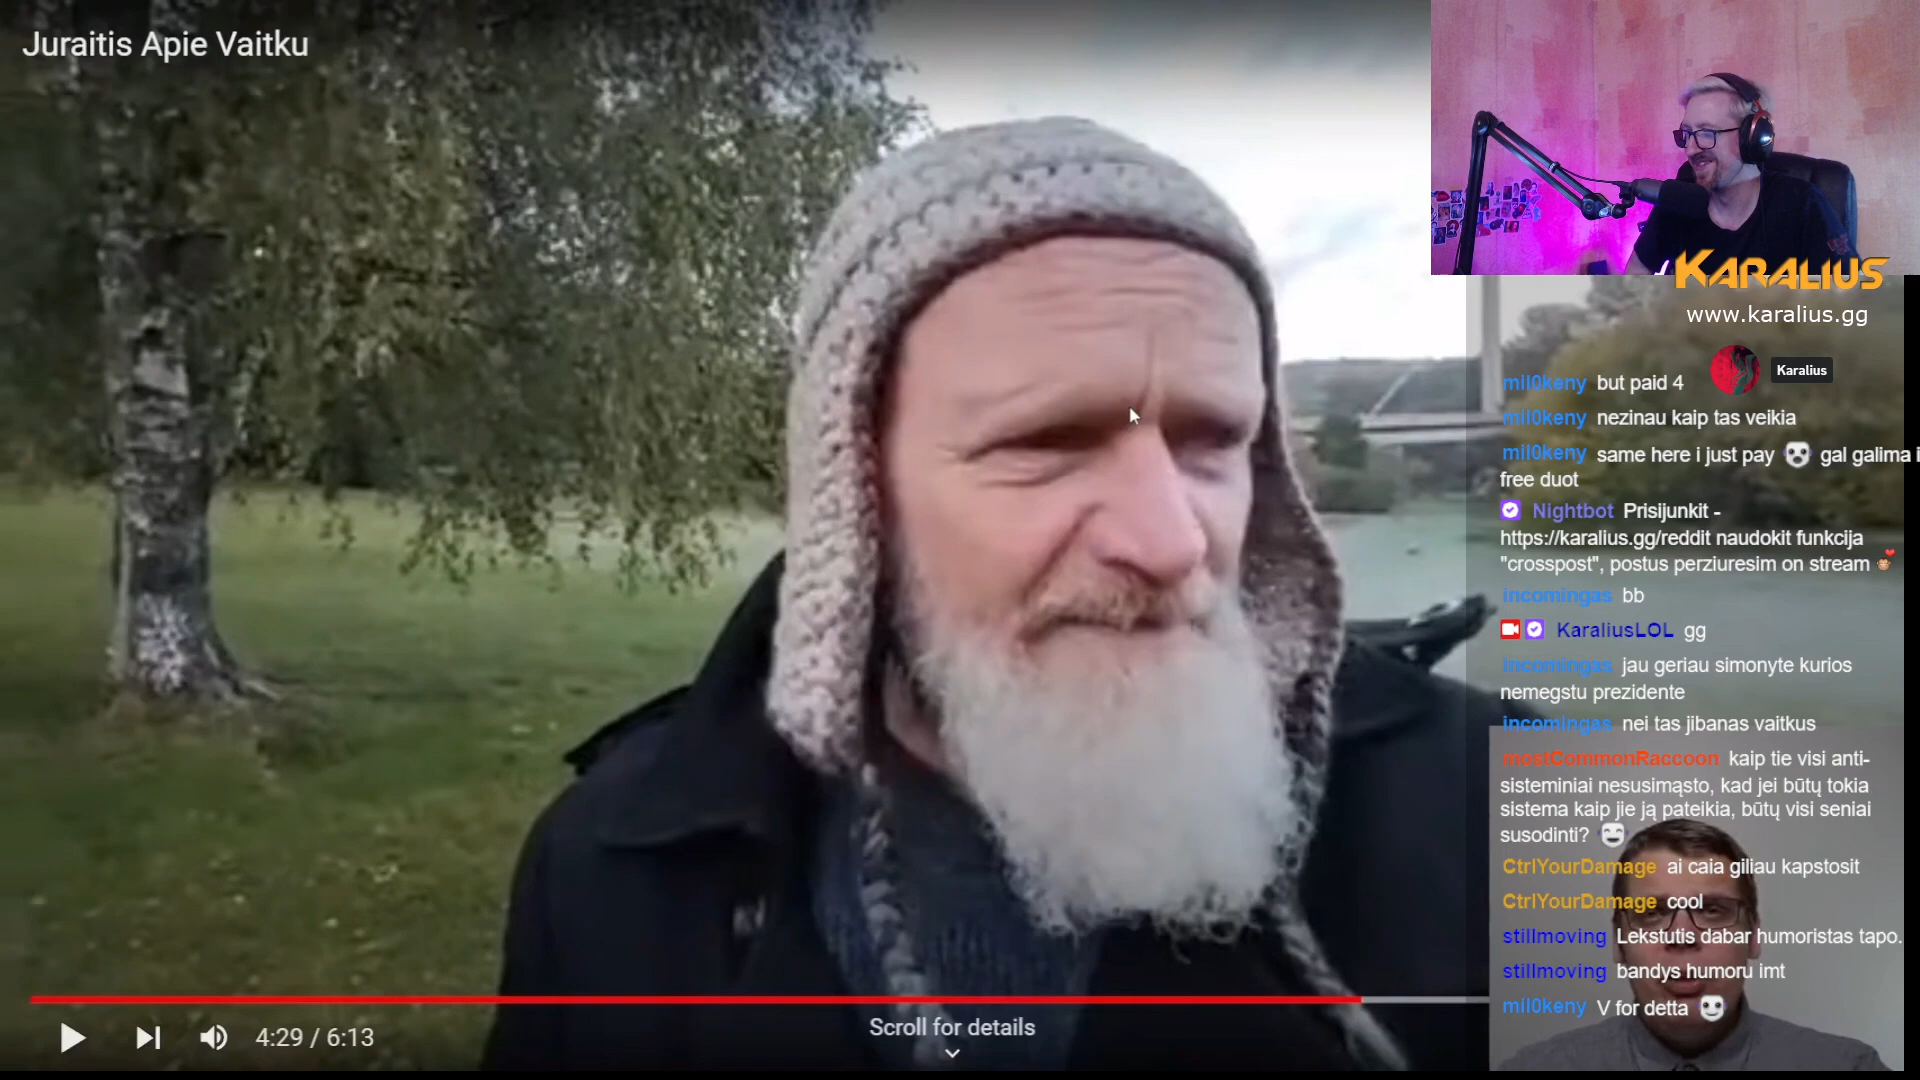 Juraitis Apie Vaitku
KARALIUS
www.karalius.gg
Karalius
mil0keny but paid 4
mil0keny nezinau kaip tas veikia
mil0keny same here i just pay gal galima i
free duot
Nightbot Prisijunkit -
https://karalius.gg/reddit naudokit funkcija
"crosspost", postus perziuresim on stream
incomingas bb
KaraliusLOL gg
incomingas jau geriau simonyte kurios
nemegstu prezidente
incomingas nei tas jibanas vaitkus
mostCommonRaccoon kaip tie visi anti-
sisteminiai nesusimąsto, kad jei būtų tokia
sistema kaip jie ją pateikia, būtų visi seniai
susodinti?
CtrlYourDamage ai caia giliau kapstosit
CtrlYourDamage cool
stillmoving Lekstutis dabar humoristas tapo.
stillmoving bandys humoru imt
mil0keny V for detta
4:29 / 6:13
Scroll for details